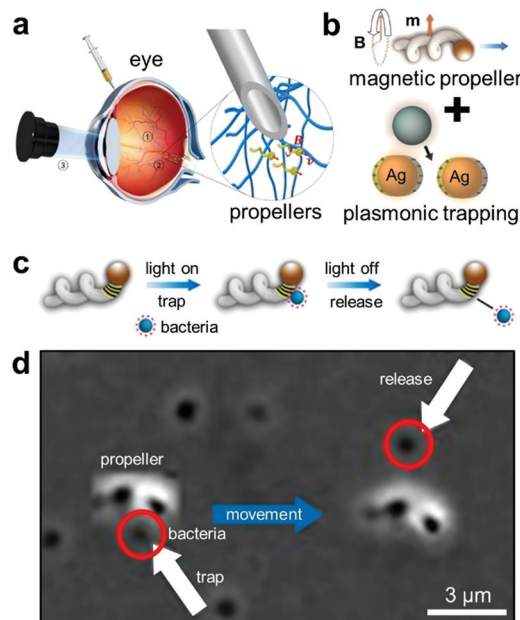 a
eye
①
②
③
B
v
propellers
b
B
m
magnetic propeller
+
Ag
Ag
plasmonic trapping
c
light on
trap
light off
release
bacteria
d
release
propeller
movement
bacteria
trap
3 μm